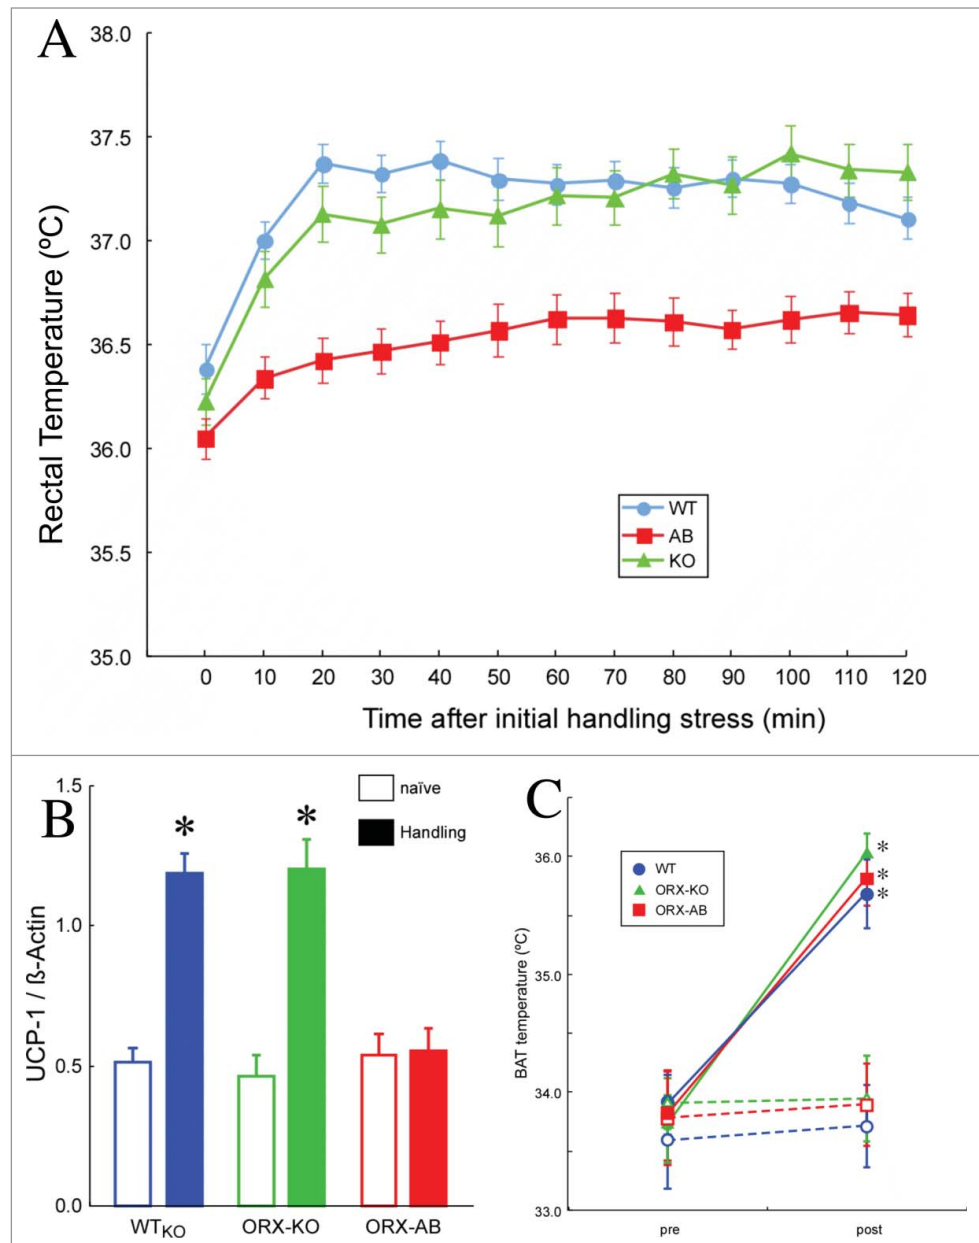 A
38.0
37.5
37.0
36.5
36.0
35.5
35.0
Rectal Temperature (ºC)
WT
AB
KO
0 10 20 30 40 50 60 70 80 90 100 110 120
Time after initial handling stress (min)
B
1.5
1.0
0.5
0.0
UCP-1 / ß-Actin
naïve
Handling
*
*
WTKO ORX-KO ORX-AB
C
36.0
35.0
34.0
33.0
BAT temperature (ºC)
WT
ORX-KO
ORX-AB
*
*
*
pre post